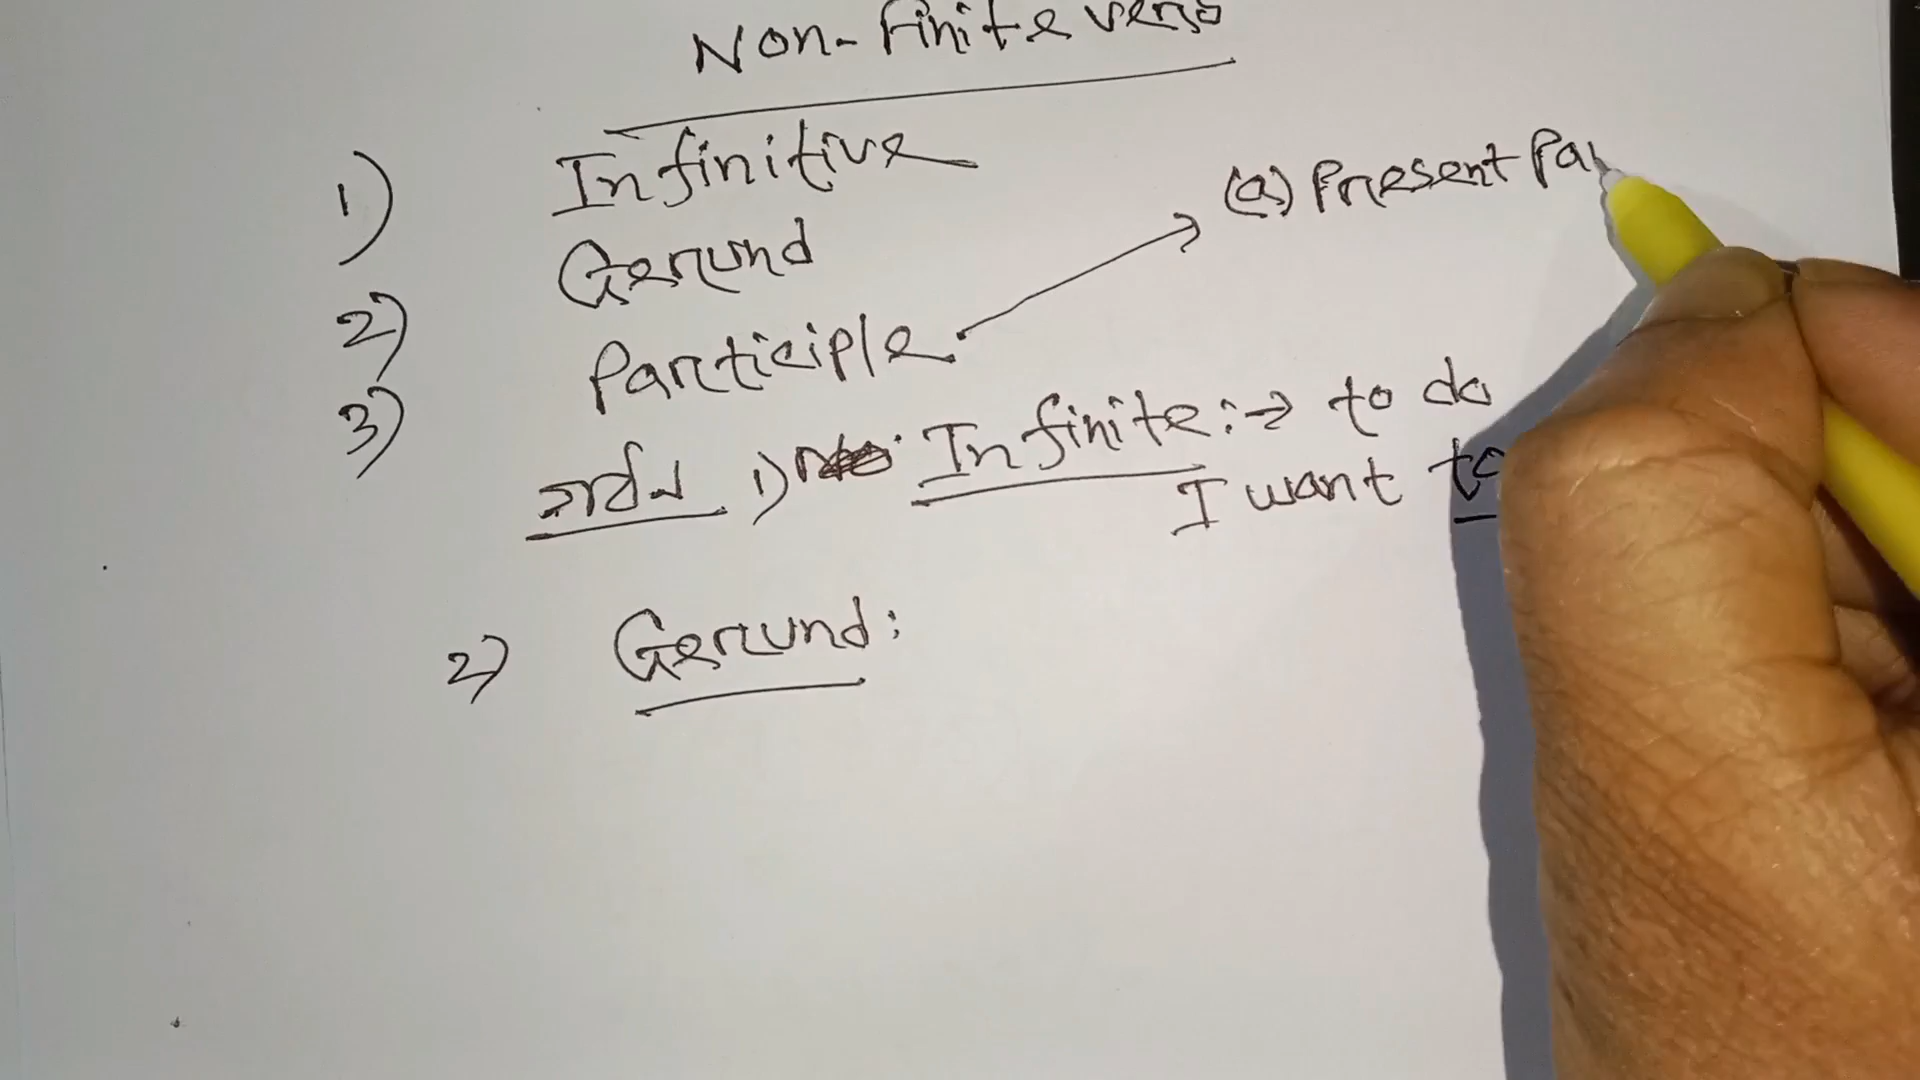 Non-finite verb
1) Infinitive
2) Gerund
3) Participle
(a) Present Pa
গঠন 1) Infinite :→ to do
I want to
2) Gerund :